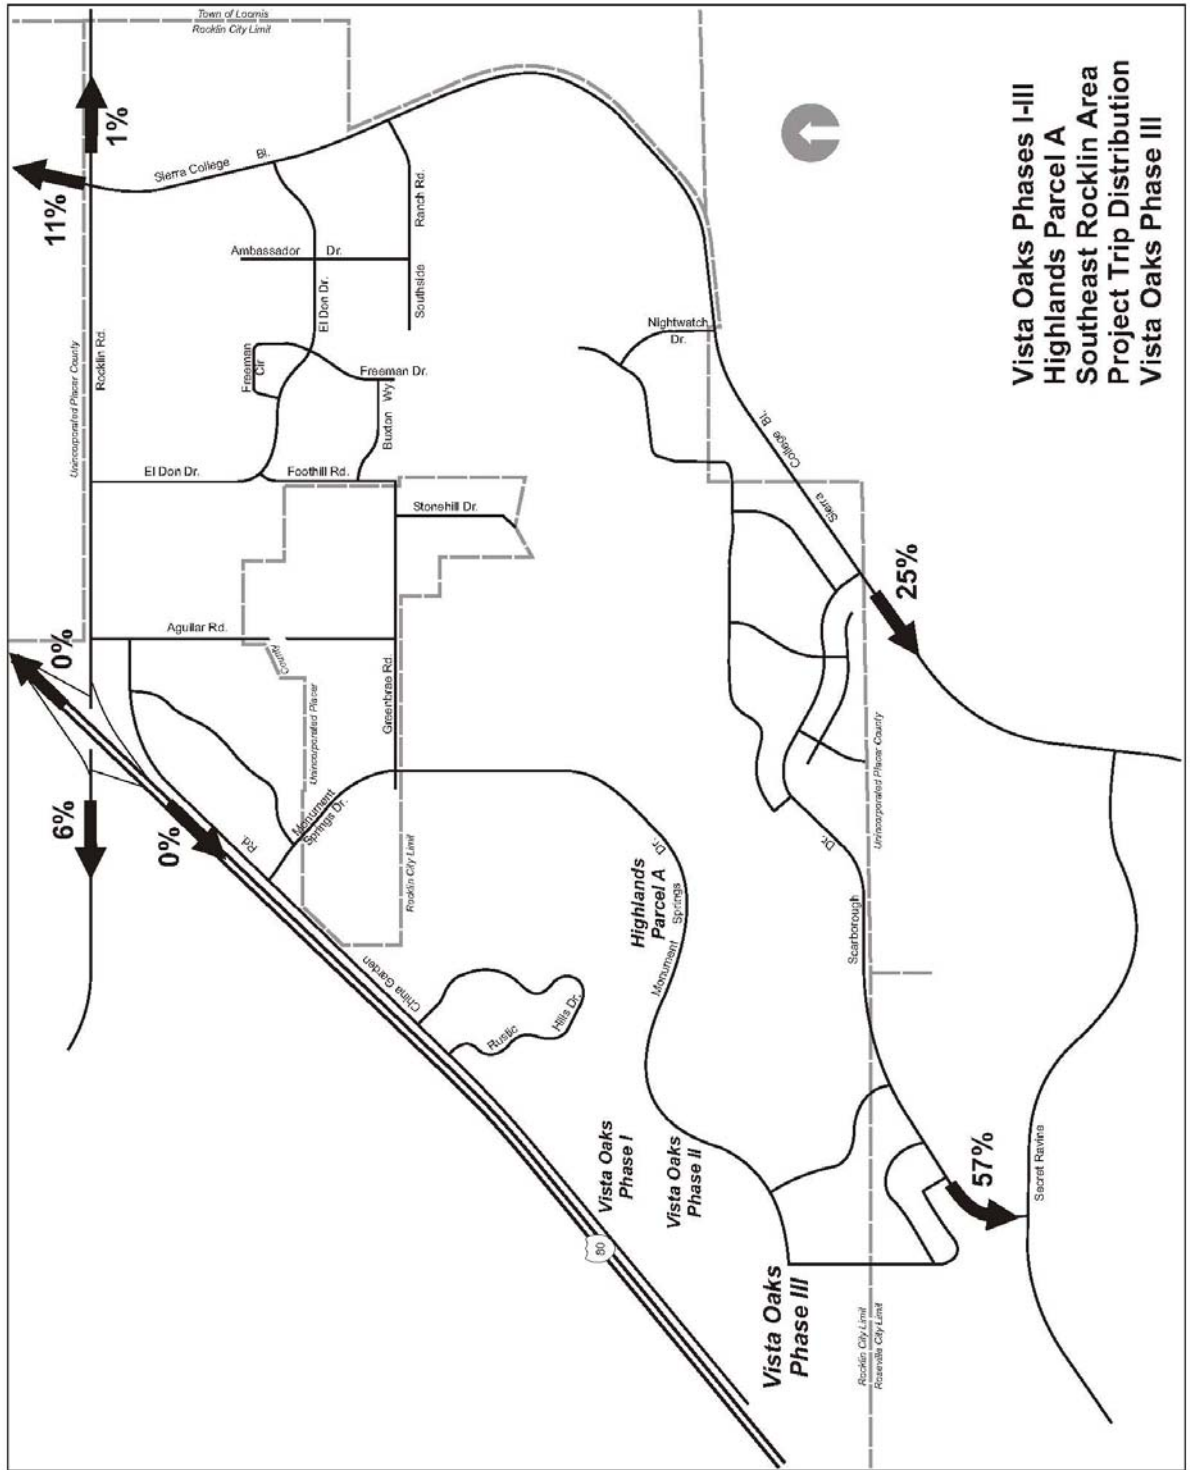 Town of Loomis
Rocklin City Limit
1%
11%
Unincorporated Placer County
Rocklin Rd.
Sierra College Bl.
Ambassador Dr.
El Don Dr.
Southside Ranch Rd.
Freeman
Cir
Freeman Dr.
Buxton Wy.
El Don Dr.
Foothill Rd.
Stonehill Dr.
Nightwatch
Dr.
Sierra College Bl.
25%
Vista Oaks Phases I-III
Highlands Parcel A
Southeast Rocklin Area
Project Trip Distribution
Vista Oaks Phase III
0%
Aguilar Rd.
Unincorporated Placer County
Greenbrae Rd.
6%
0%
Monument
Springs Dr.
Rocklin City Limit
China Garden Rd.
Rustic Hills Dr.
Highlands
Parcel A
Monument Springs Dr.
Scarborough Dr.
Unincorporated Placer County
Vista Oaks
Phase I
Vista Oaks
Phase II
80
Vista Oaks
Phase III
57%
Secret Ravine
Rocklin City Limit
Roseville City Limit